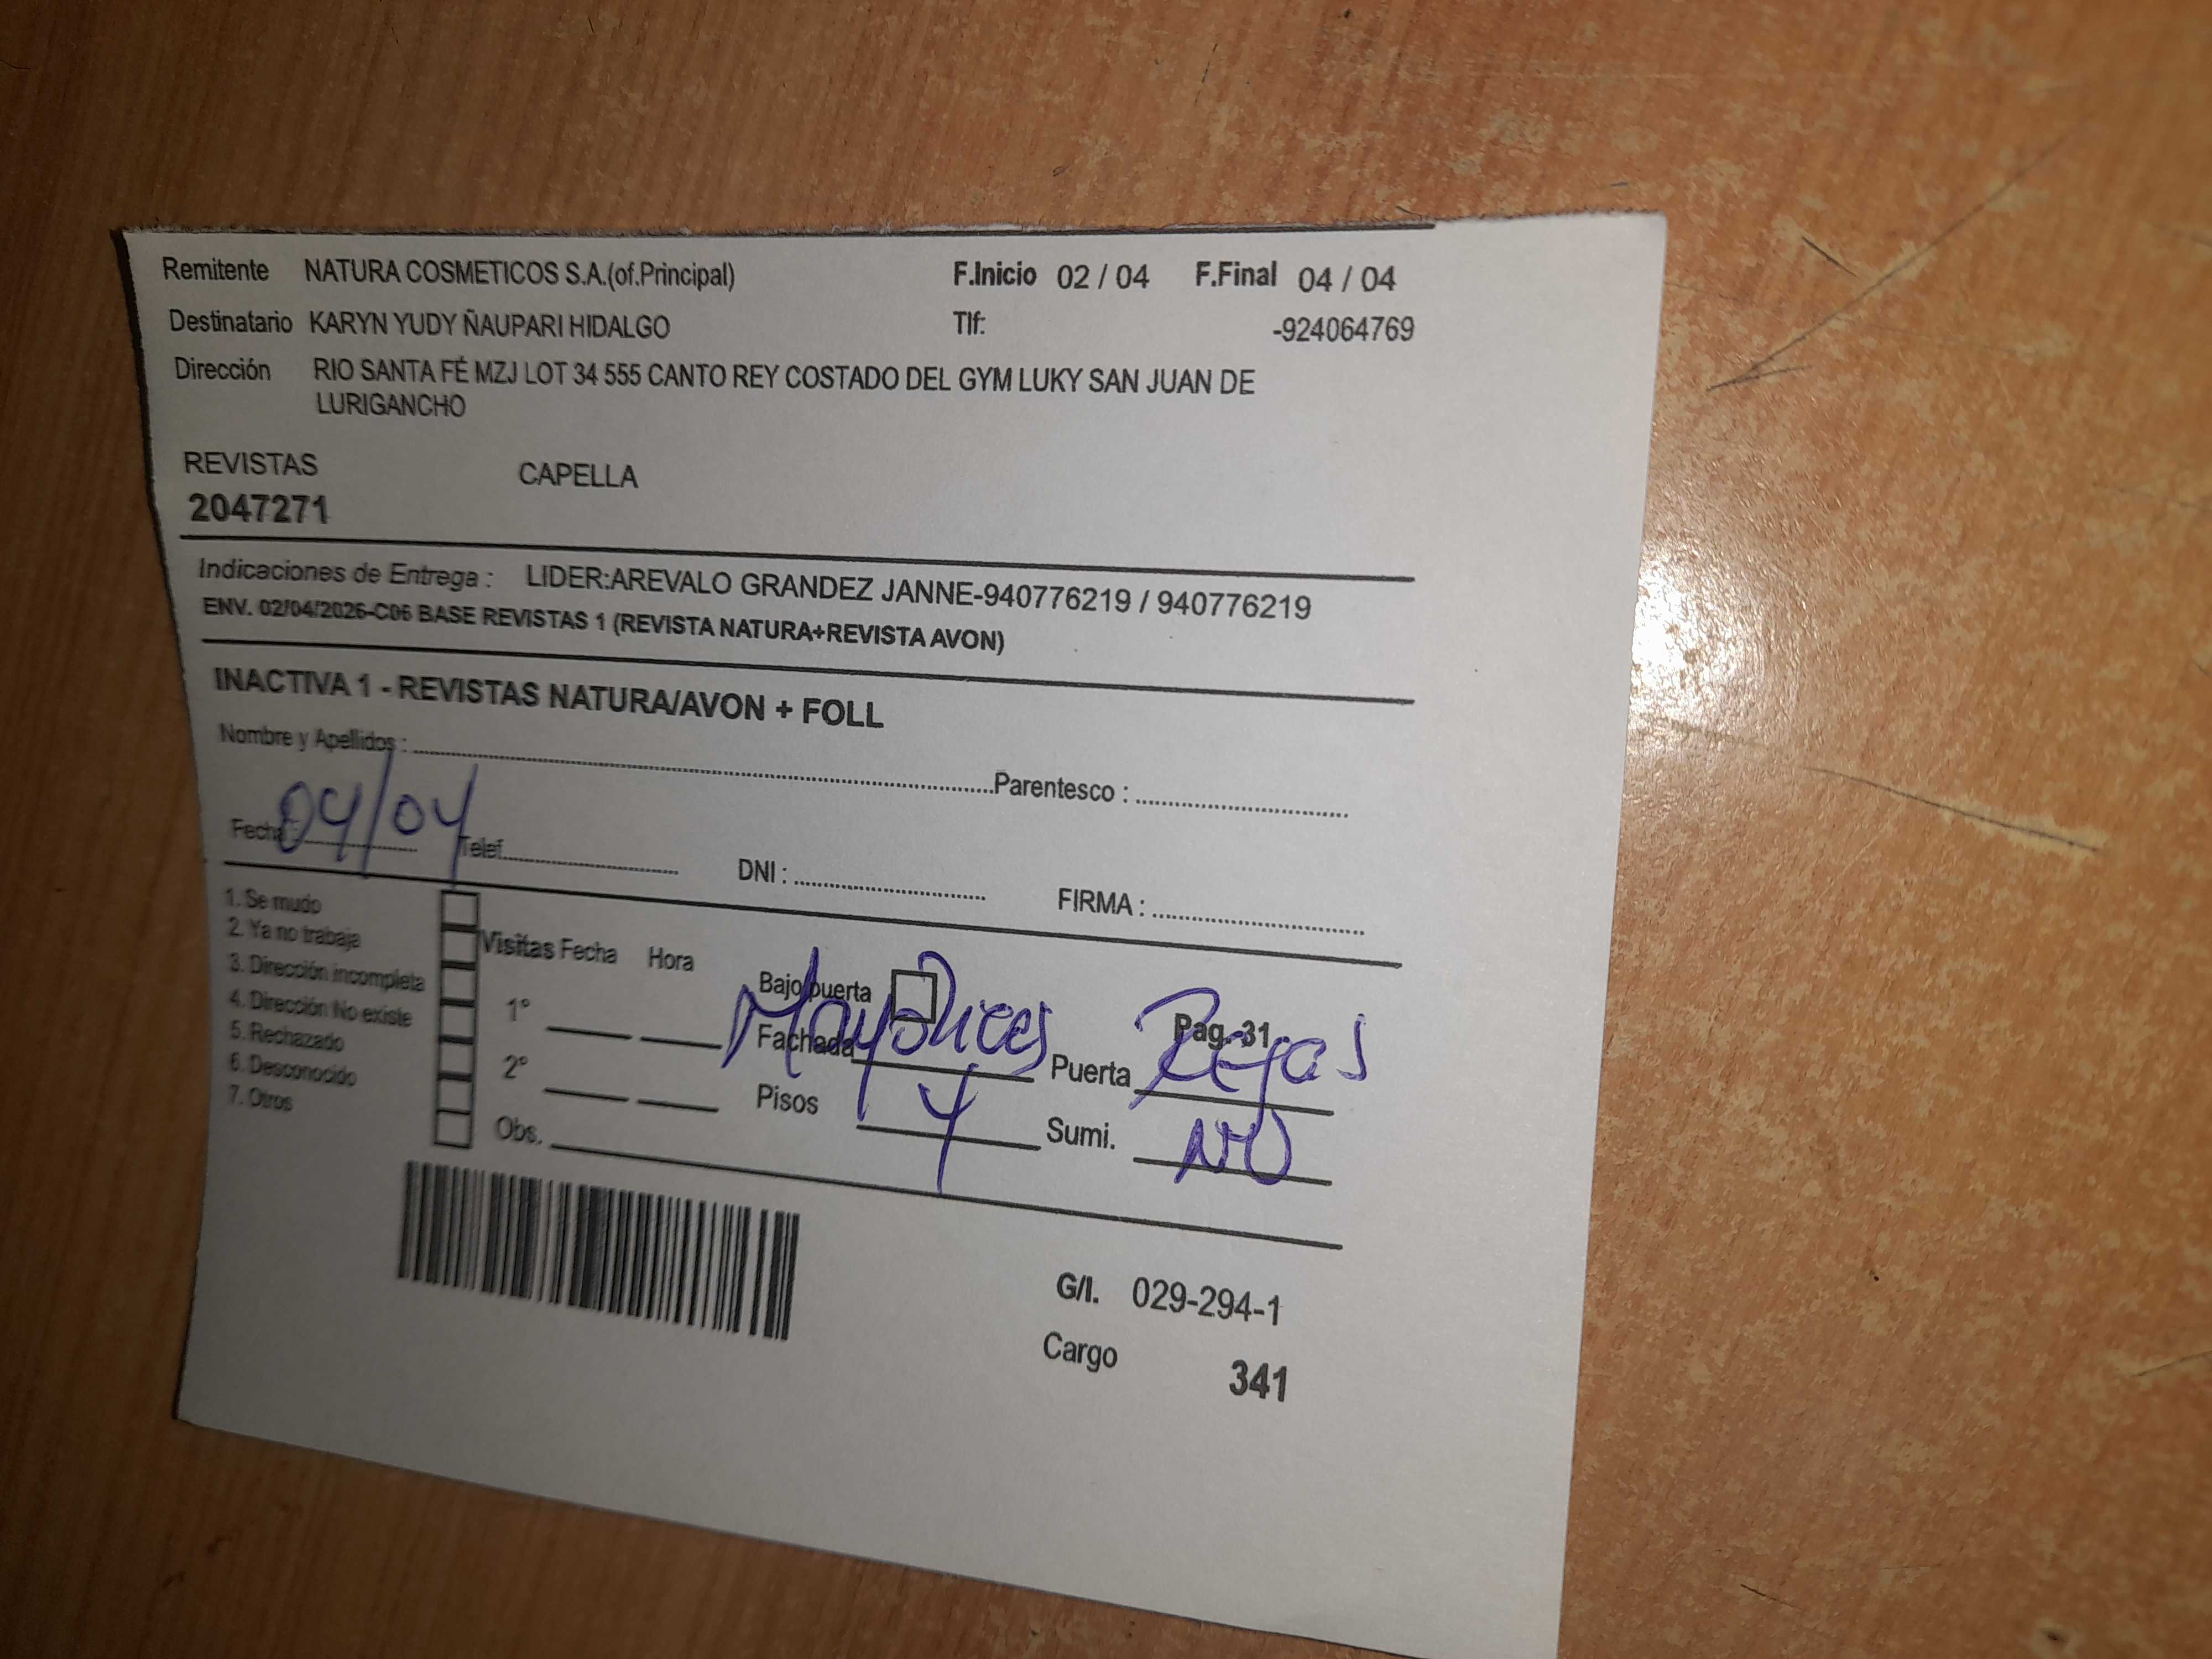 Remitente NATURA COSMETICOS S.A.(of.Principal) F.Inicio 02 / 04 F.Final 04 / 04
Destinatario KARYN YUDY ÑAUPARI HIDALGO Tlf: -924064769
Dirección RIO SANTA FÉ MZJ LOT 34 555 CANTO REY COSTADO DEL GYM LUKY SAN JUAN DE
LURIGANCHO
REVISTAS CAPELLA
2047271
Indicaciones de Entrega : LIDER:AREVALO GRANDEZ JANNE-940776219 / 940776219
ENV. 02/04/2026-C06 BASE REVISTAS 1 (REVISTA NATURA+REVISTA AVON)
INACTIVA 1 - REVISTAS NATURA/AVON + FOLL
Nombre y Apellidos : Parentesco :
Fecha : 04/04 Telef. DNI : FIRMA :
1. Se mudo
2. Ya no trabaja
3. Dirección incompleta
4. Dirección No existe
5. Rechazado
6. Desconocido
7. Otros
Visitas Fecha Hora
1°
2°
Obs.
Bajo puerta Pag.-31
Fachada Mayolices Puerta Rejas
Pisos 4 Sumi. NO
G/I. 029-294-1
Cargo 341